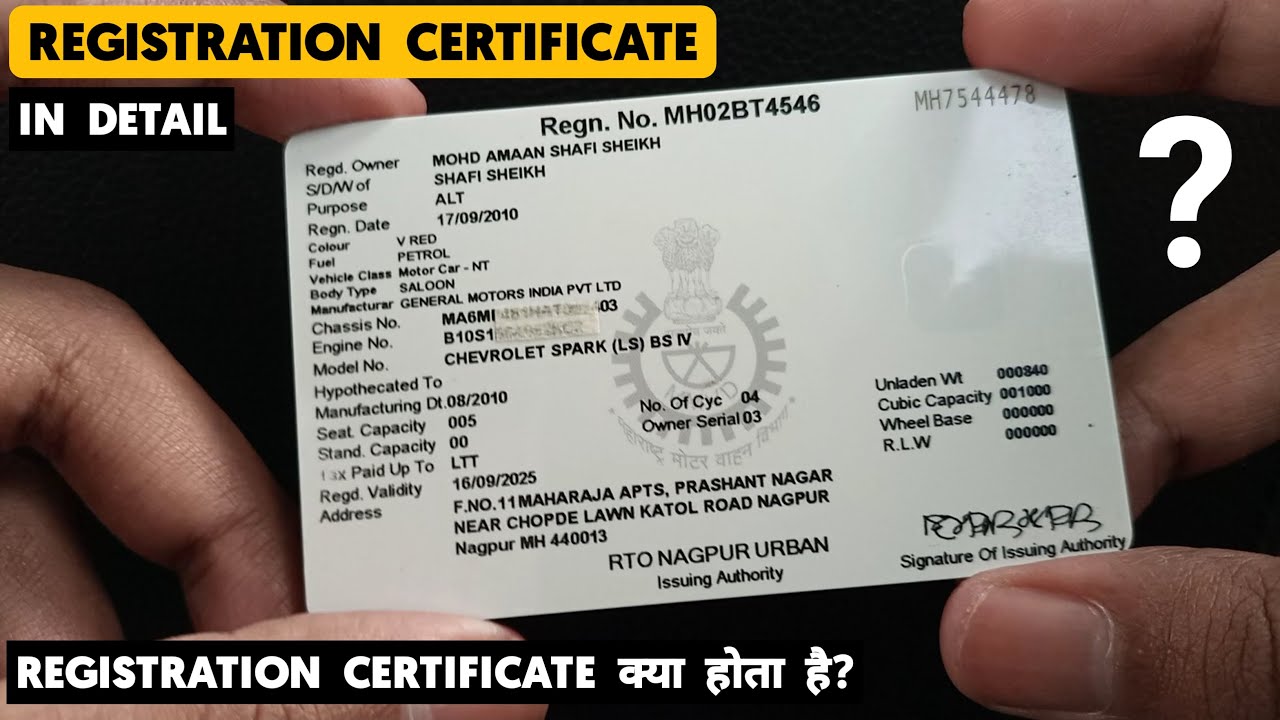 REGISTRATION CERTIFICATE
IN DETAIL
?
Regn. No. MH02BT4546
MH7544478
Regd. Owner MOHD AMAAN SHAFI SHEIKH
S/D/W of SHAFI SHEIKH
Purpose ALT
Regn. Date 17/09/2010
Colour V RED
Fuel PETROL
Vehicle Class Motor Car - NT
Body Type SALOON
Manufacturar GENERAL MOTORS INDIA PVT LTD
Chassis No.
Engine No.
Model No. CHEVROLET SPARK (LS) BS IV
Hypothecated To
Manufacturing Dt.08/2010
Seat. Capacity 005
Stand. Capacity 00
Tax Paid Up To LTT
Regd. Validity 16/09/2025
No. Of Cyc 04
Owner Serial 03
Unladen Wt 000840
Cubic Capacity 001000
Wheel Base 000000
R.L.W 000000
Address F.NO.11 MAHARAJA APTS, PRASHANT NAGAR
NEAR CHOPDE LAWN KATOL ROAD NAGPUR
Nagpur MH 440013
महाराष्ट्र मोटर वाहन विभाग
RTO NAGPUR URBAN
Issuing Authority
Signature Of Issuing Authority
REGISTRATION CERTIFICATE क्या होता है?